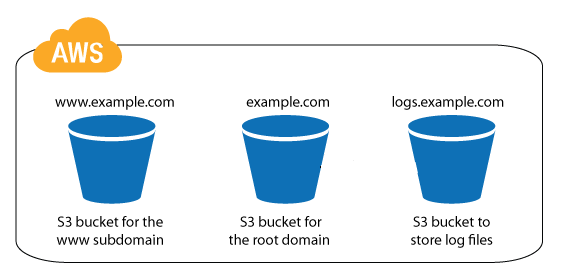 AWS
www.example.com
example.com
logs.example.com
S3 bucket for the
www subdomain
S3 bucket for
the root domain
S3 bucket to
store log files